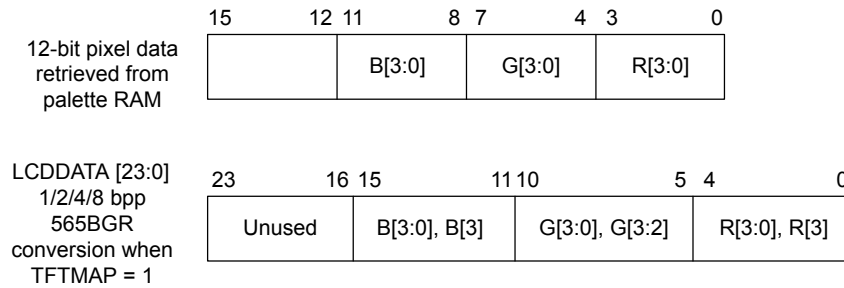 15 12 11 8 7 4 3 0
12-bit pixel data
retrieved from
palette RAM
B[3:0] G[3:0] R[3:0]
LCDDATA [23:0]
1/2/4/8 bpp
565BGR
conversion when
TFTMAP = 1
23 16 15 11 10 5 4 0
Unused B[3:0], B[3] G[3:0], G[3:2] R[3:0], R[3]